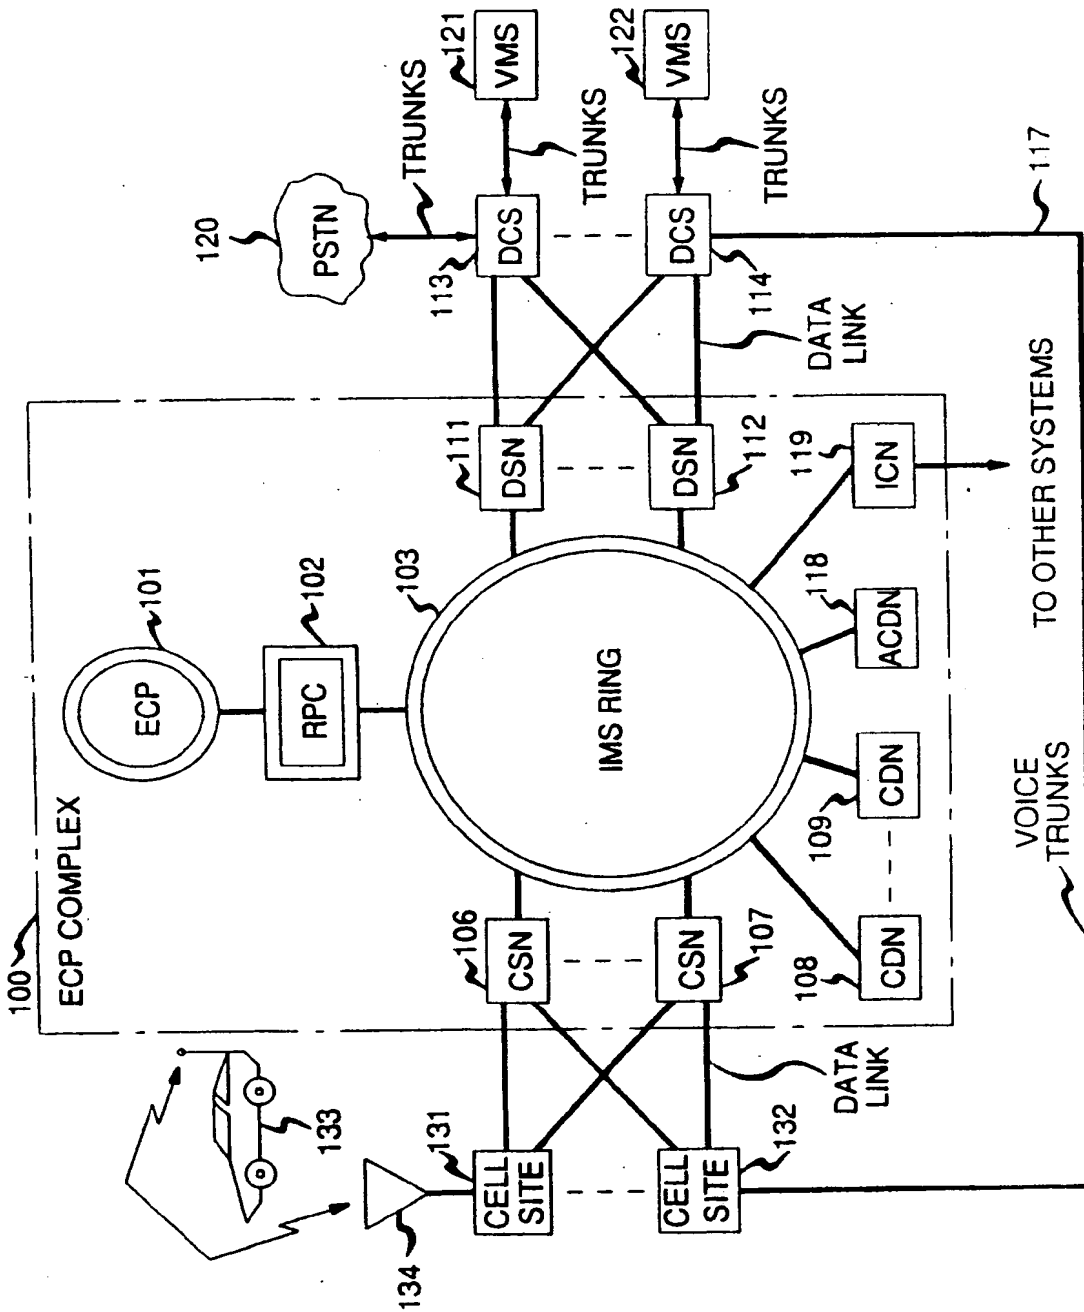 100
ECP COMPLEX
ECP
101
RPC
102
IMS RING
103
133
134
CELL
SITE
131
CELL
SITE
132
DATA
LINK
CSN
106
CSN
107
CDN
108
CDN
109
ACDN
118
ICN
119
DSN
111
DSN
112
DATA
LINK
TO OTHER SYSTEMS
VOICE
TRUNKS
117
DCS
113
DCS
114
PSTN
120
TRUNKS
TRUNKS
TRUNKS
VMS
121
VMS
122